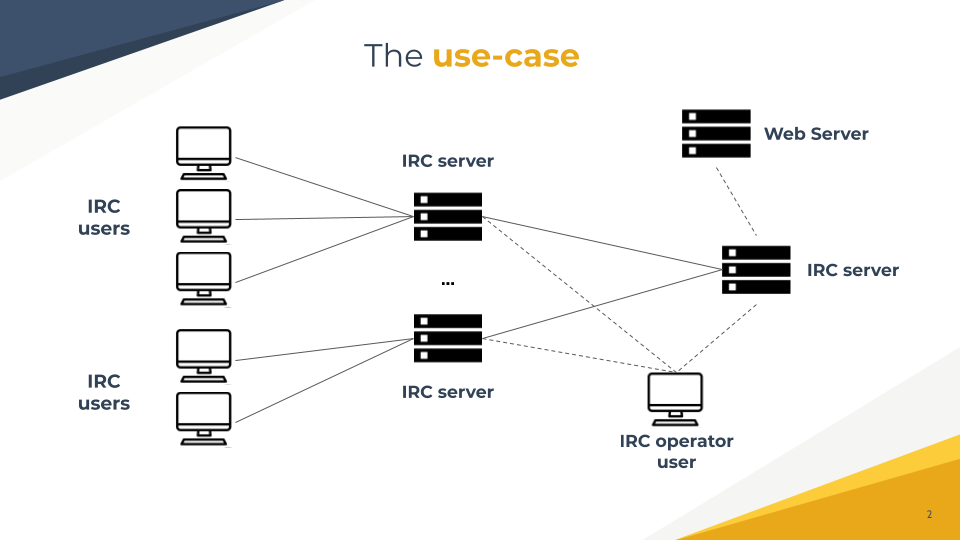 The use-case
Web Server
IRC server
IRC
users
IRC server
...
IRC
users
IRC server
IRC operator
user
2